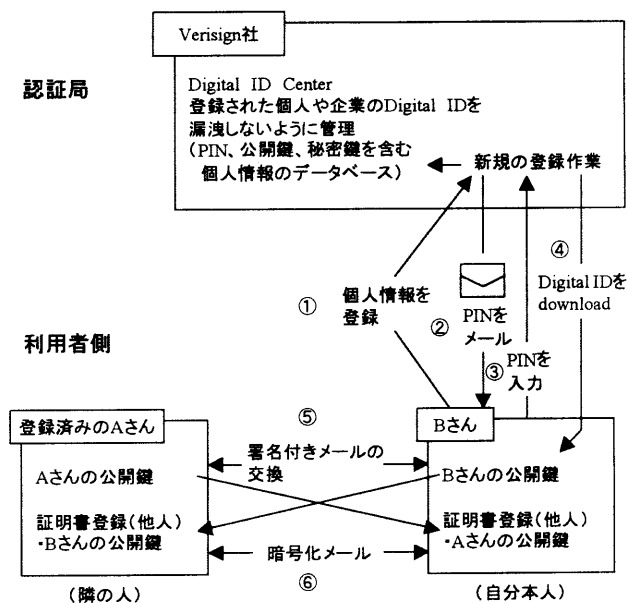 Verisign社
認証局
Digital ID Center
登録された個人や企業のDigital IDを
漏洩しないように管理
(PIN、公開鍵、秘密鍵を含む
個人情報のデータベース)
新規の登録作業
①
個人情報を
登録
②
PINを
メール
③
PINを
入力
④
Digital IDを
download
利用者側
登録済みのAさん
Aさんの公開鍵
証明書登録(他人)
・Bさんの公開鍵
(隣の人)
⑤
署名付きメールの
交換
暗号化メール
⑥
Bさん
Bさんの公開鍵
証明書登録(他人)
・Aさんの公開鍵
(自分本人)